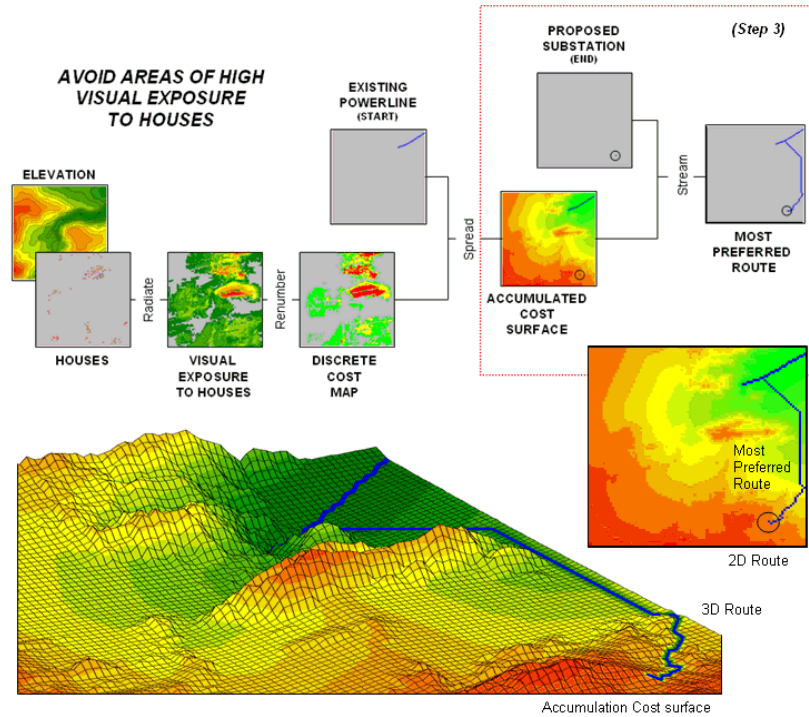 AVOID AREAS OF HIGH
VISUAL EXPOSURE
TO HOUSES
EXISTING
POWERLINE
(START)
PROPOSED
SUBSTATION
(END)
(Step 3)
ELEVATION
HOUSES
Radiate
VISUAL
EXPOSURE
TO HOUSES
Renumber
DISCRETE
COST
MAP
Spread
ACCUMULATED
COST
SURFACE
Stream
MOST
PREFERRED
ROUTE
Most
Preferred
Route
2D Route
3D Route
Accumulation Cost surface